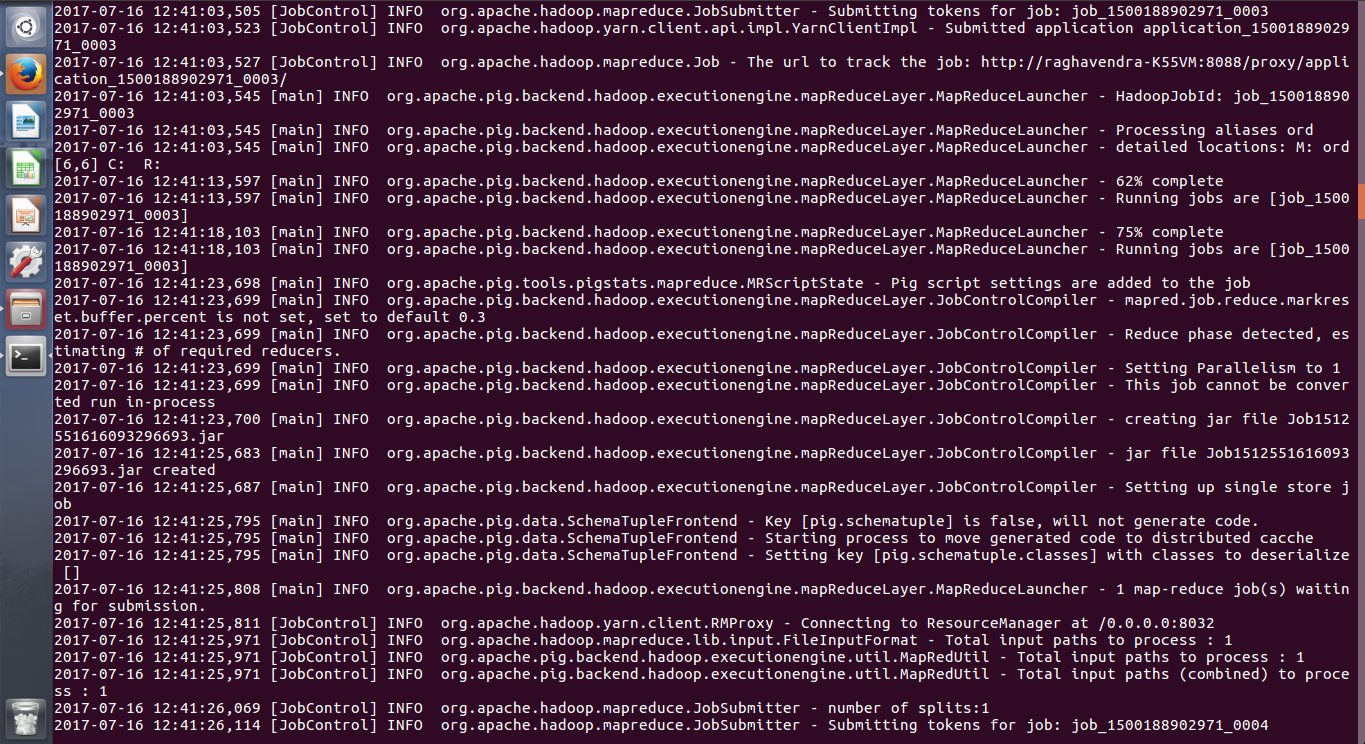 2017-07-16 12:41:03,505 [JobControl] INFO  org.apache.hadoop.mapreduce.JobSubmitter - Submitting tokens for job: job_1500188902971_0003
2017-07-16 12:41:03,523 [JobControl] INFO  org.apache.hadoop.yarn.client.api.impl.YarnClientImpl - Submitted application application_15001889029
71_0003
2017-07-16 12:41:03,527 [JobControl] INFO  org.apache.hadoop.mapreduce.Job - The url to track the job: http://raghavendra-K55VM:8088/proxy/appli
cation_1500188902971_0003/
2017-07-16 12:41:03,545 [main] INFO  org.apache.pig.backend.hadoop.executionengine.mapReduceLayer.MapReduceLauncher - HadoopJobId: job_150018890
2971_0003
2017-07-16 12:41:03,545 [main] INFO  org.apache.pig.backend.hadoop.executionengine.mapReduceLayer.MapReduceLauncher - Processing aliases ord
2017-07-16 12:41:03,545 [main] INFO  org.apache.pig.backend.hadoop.executionengine.mapReduceLayer.MapReduceLauncher - detailed locations: M: ord
[6,6] C:  R:
2017-07-16 12:41:13,597 [main] INFO  org.apache.pig.backend.hadoop.executionengine.mapReduceLayer.MapReduceLauncher - 62% complete
2017-07-16 12:41:13,597 [main] INFO  org.apache.pig.backend.hadoop.executionengine.mapReduceLayer.MapReduceLauncher - Running jobs are [job_1500
188902971_0003]
2017-07-16 12:41:18,103 [main] INFO  org.apache.pig.backend.hadoop.executionengine.mapReduceLayer.MapReduceLauncher - 75% complete
2017-07-16 12:41:18,103 [main] INFO  org.apache.pig.backend.hadoop.executionengine.mapReduceLayer.MapReduceLauncher - Running jobs are [job_1500
188902971_0003]
2017-07-16 12:41:23,698 [main] INFO  org.apache.pig.tools.pigstats.mapreduce.MRScriptState - Pig script settings are added to the job
2017-07-16 12:41:23,699 [main] INFO  org.apache.pig.backend.hadoop.executionengine.mapReduceLayer.JobControlCompiler - mapred.job.reduce.markres
et.buffer.percent is not set, set to default 0.3
2017-07-16 12:41:23,699 [main] INFO  org.apache.pig.backend.hadoop.executionengine.mapReduceLayer.JobControlCompiler - Reduce phase detected, es
timating # of required reducers.
2017-07-16 12:41:23,699 [main] INFO  org.apache.pig.backend.hadoop.executionengine.mapReduceLayer.JobControlCompiler - Setting Parallelism to 1
2017-07-16 12:41:23,699 [main] INFO  org.apache.pig.backend.hadoop.executionengine.mapReduceLayer.JobControlCompiler - This job cannot be conver
ted run in-process
2017-07-16 12:41:23,700 [main] INFO  org.apache.pig.backend.hadoop.executionengine.mapReduceLayer.JobControlCompiler - creating jar file Job1512
551616093296693.jar
2017-07-16 12:41:25,683 [main] INFO  org.apache.pig.backend.hadoop.executionengine.mapReduceLayer.JobControlCompiler - jar file Job1512551616093
296693.jar created
2017-07-16 12:41:25,687 [main] INFO  org.apache.pig.backend.hadoop.executionengine.mapReduceLayer.JobControlCompiler - Setting up single store j
ob
2017-07-16 12:41:25,795 [main] INFO  org.apache.pig.data.SchemaTupleFrontend - Key [pig.schematuple] is false, will not generate code.
2017-07-16 12:41:25,795 [main] INFO  org.apache.pig.data.SchemaTupleFrontend - Starting process to move generated code to distributed cacche
2017-07-16 12:41:25,795 [main] INFO  org.apache.pig.data.SchemaTupleFrontend - Setting key [pig.schematuple.classes] with classes to deserialize
 []
2017-07-16 12:41:25,808 [main] INFO  org.apache.pig.backend.hadoop.executionengine.mapReduceLayer.MapReduceLauncher - 1 map-reduce job(s) waitin
g for submission.
2017-07-16 12:41:25,811 [JobControl] INFO  org.apache.hadoop.yarn.client.RMProxy - Connecting to ResourceManager at /0.0.0.0:8032
2017-07-16 12:41:25,971 [JobControl] INFO  org.apache.hadoop.mapreduce.lib.input.FileInputFormat - Total input paths to process : 1
2017-07-16 12:41:25,971 [JobControl] INFO  org.apache.pig.backend.hadoop.executionengine.util.MapRedUtil - Total input paths to process : 1
2017-07-16 12:41:25,971 [JobControl] INFO  org.apache.pig.backend.hadoop.executionengine.util.MapRedUtil - Total input paths (combined) to proce
ss : 1
2017-07-16 12:41:26,069 [JobControl] INFO  org.apache.hadoop.mapreduce.JobSubmitter - number of splits:1
2017-07-16 12:41:26,114 [JobControl] INFO  org.apache.hadoop.mapreduce.JobSubmitter - Submitting tokens for job: job_1500188902971_0004